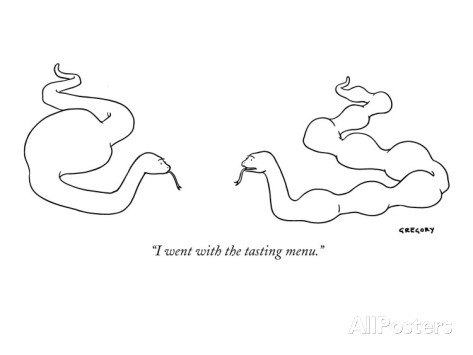 GREGORY
“I went with the tasting menu.”
AllPosters